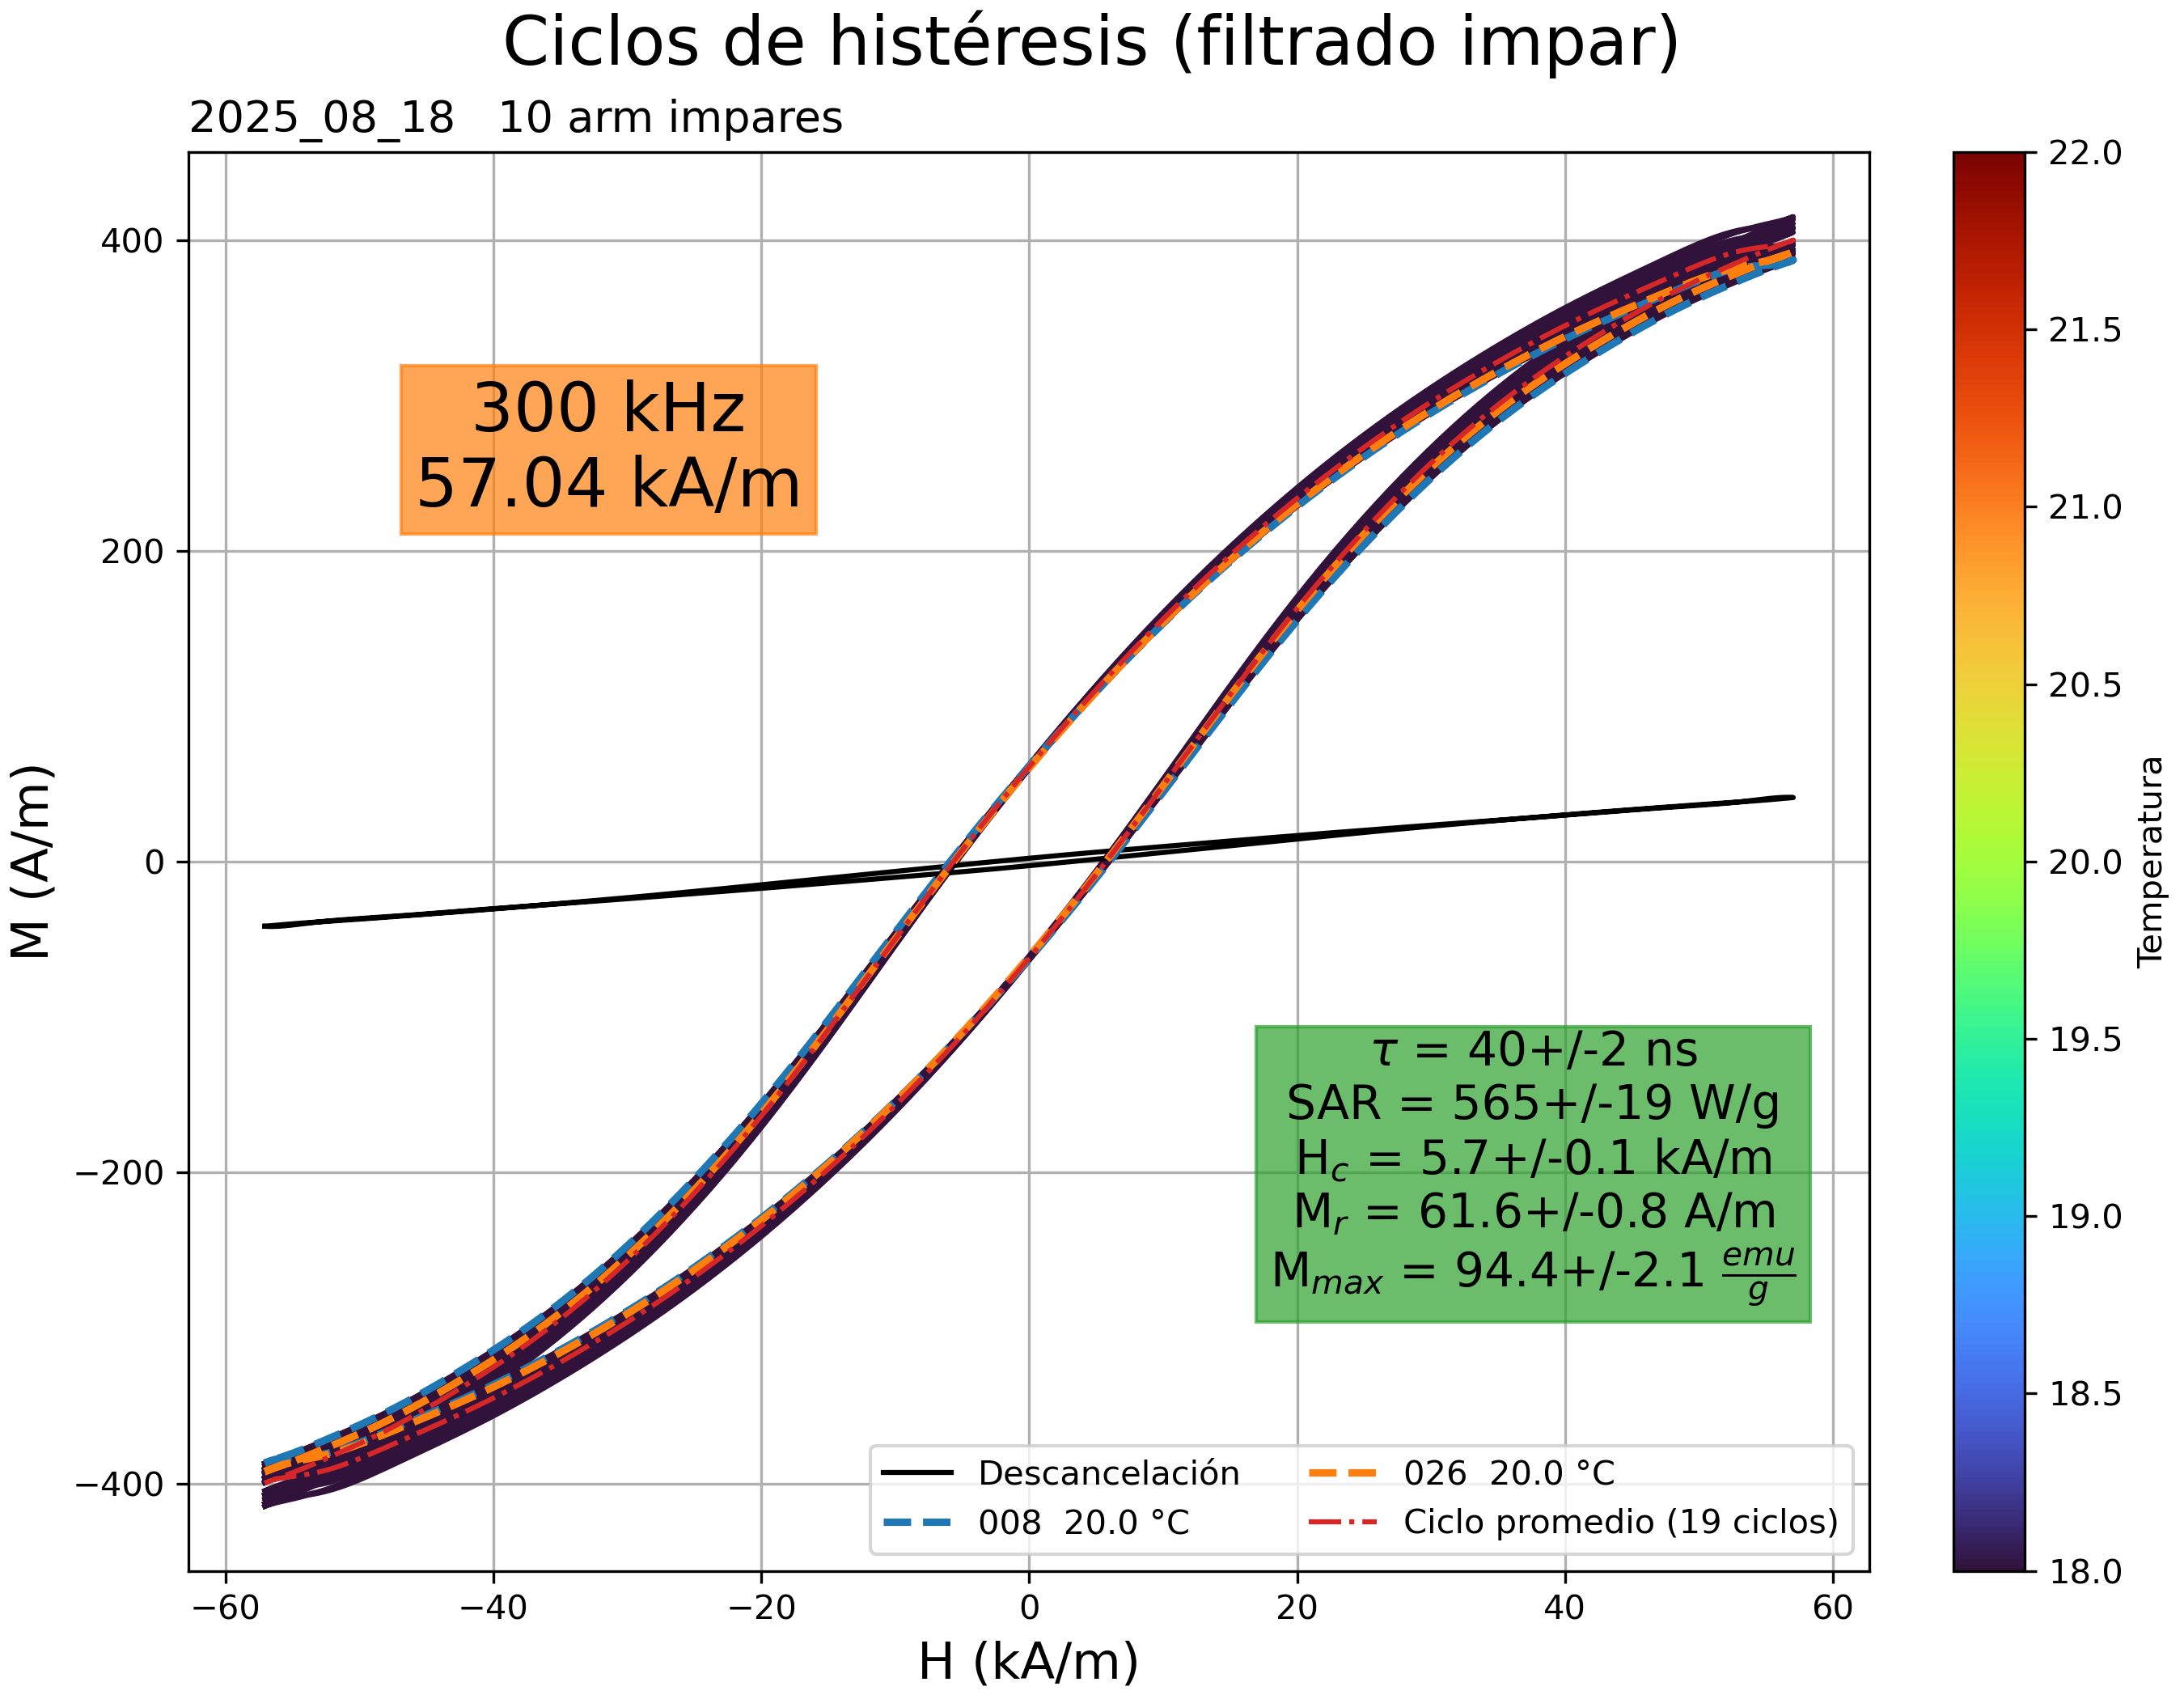 Ciclos de histéresis (filtrado impar)
2025_08_18   10 arm impares
300 kHz
57.04 kA/m
τ = 40+/-2 ns
SAR = 565+/-19 W/g
H_c = 5.7+/-0.1 kA/m
M_r = 61.6+/-0.8 A/m
M_max = 94.4+/-2.1 emu/g
Descancelación
008  20.0 °C
026  20.0 °C
Ciclo promedio (19 ciclos)
M (A/m)
400
200
0
−200
−400
−60
−40
−20
0
20
40
60
H (kA/m)
22.0
21.5
21.0
20.5
20.0
19.5
19.0
18.5
18.0
Temperatura